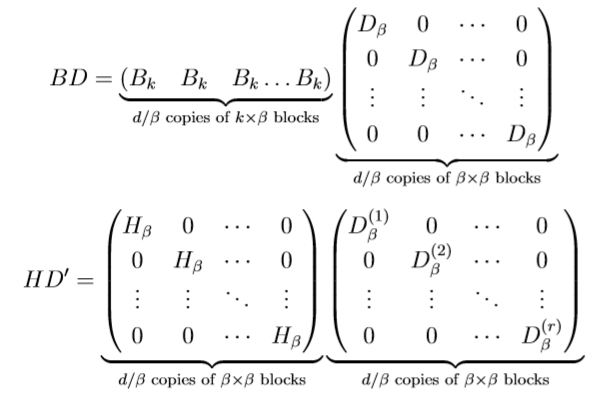 BD = (B_k B_k B_k … B_k) ( D_β 0 ⋯ 0
0 D_β ⋯ 0
⋮ ⋮ ⋱ ⋮
0 0 ⋯ D_β )
d/β copies of k×β blocks
d/β copies of β×β blocks
HD′ = ( H_β 0 ⋯ 0
0 H_β ⋯ 0
⋮ ⋮ ⋱ ⋮
0 0 ⋯ H_β ) ( D_β^(1) 0 ⋯ 0
0 D_β^(2) ⋯ 0
⋮ ⋮ ⋱ ⋮
0 0 ⋯ D_β^(r) )
d/β copies of β×β blocks
d/β copies of β×β blocks